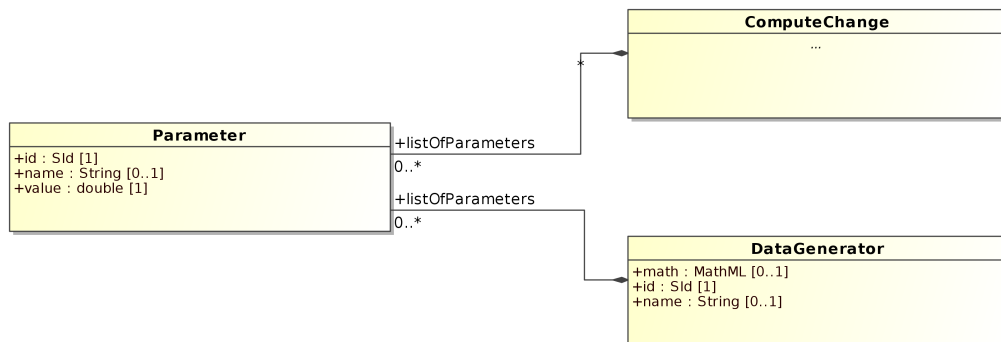 ComputeChange
...
*
Parameter
+id : SId [1]
+name : String [0..1]
+value : double [1]
+listOfParameters
0..*
+listOfParameters
0..*
DataGenerator
+math : MathML [0..1]
+id : SId [1]
+name : String [0..1]